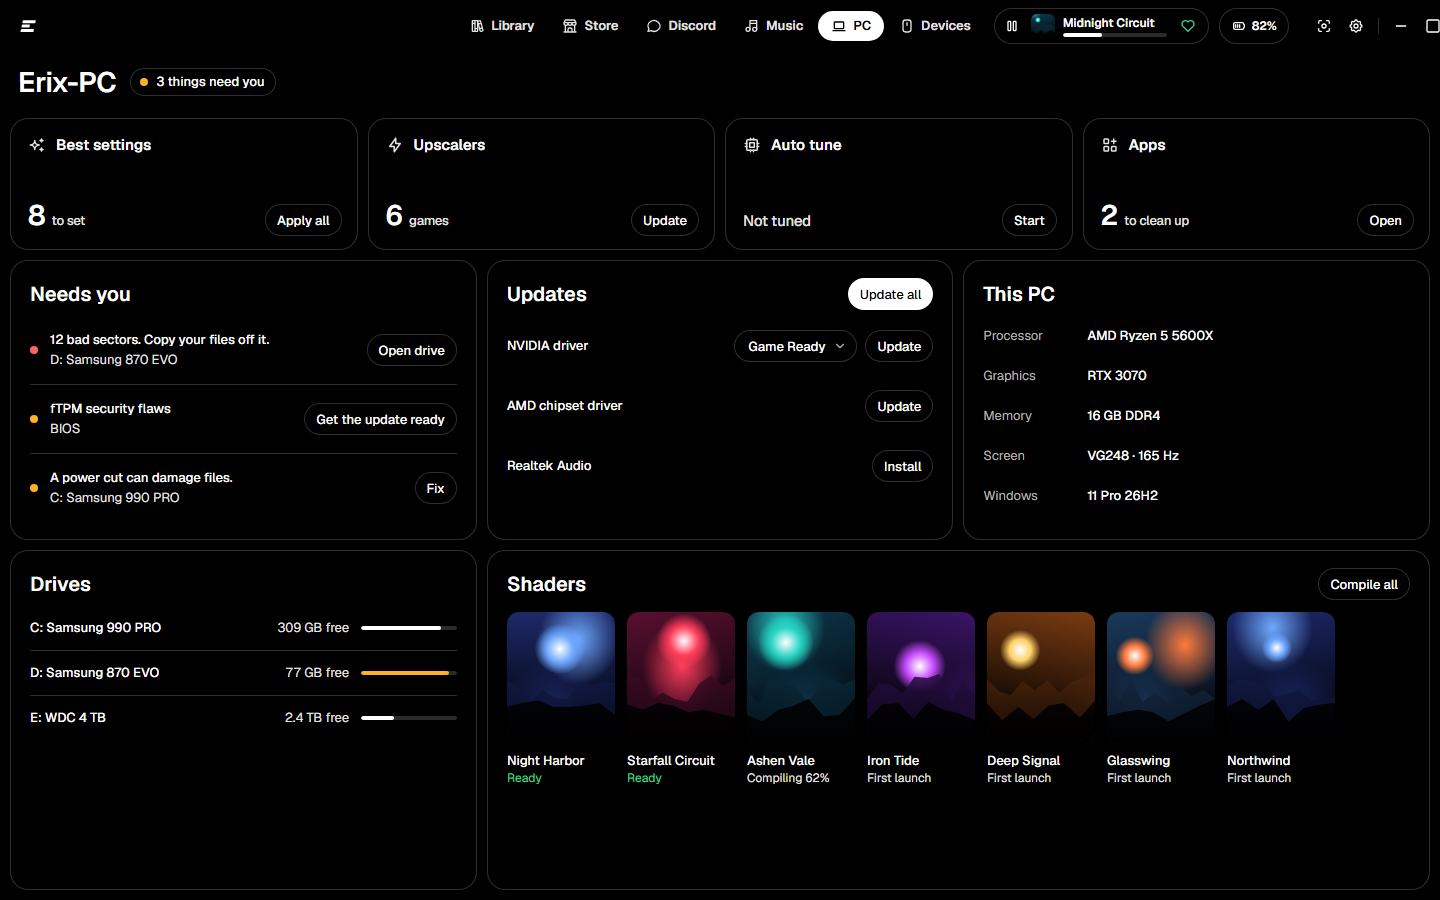 Library
Store
Discord
Music
PC
Devices
Midnight Circuit
82%
Erix-PC
3 things need you
Best settings
8 to set
Apply all
Upscalers
6 games
Update
Auto tune
Not tuned
Start
Apps
2 to clean up
Open
Needs you
12 bad sectors. Copy your files off it.
D: Samsung 870 EVO
Open drive
fTPM security flaws
BIOS
Get the update ready
A power cut can damage files.
C: Samsung 990 PRO
Fix
Updates
Update all
NVIDIA driver
Game Ready
Update
AMD chipset driver
Update
Realtek Audio
Install
This PC
Processor AMD Ryzen 5 5600X
Graphics RTX 3070
Memory 16 GB DDR4
Screen VG248 · 165 Hz
Windows 11 Pro 26H2
Drives
C: Samsung 990 PRO 309 GB free
D: Samsung 870 EVO 77 GB free
E: WDC 4 TB 2.4 TB free
Shaders
Compile all
Night Harbor
Ready
Starfall Circuit
Ready
Ashen Vale
Compiling 62%
Iron Tide
First launch
Deep Signal
First launch
Glasswing
First launch
Northwind
First launch